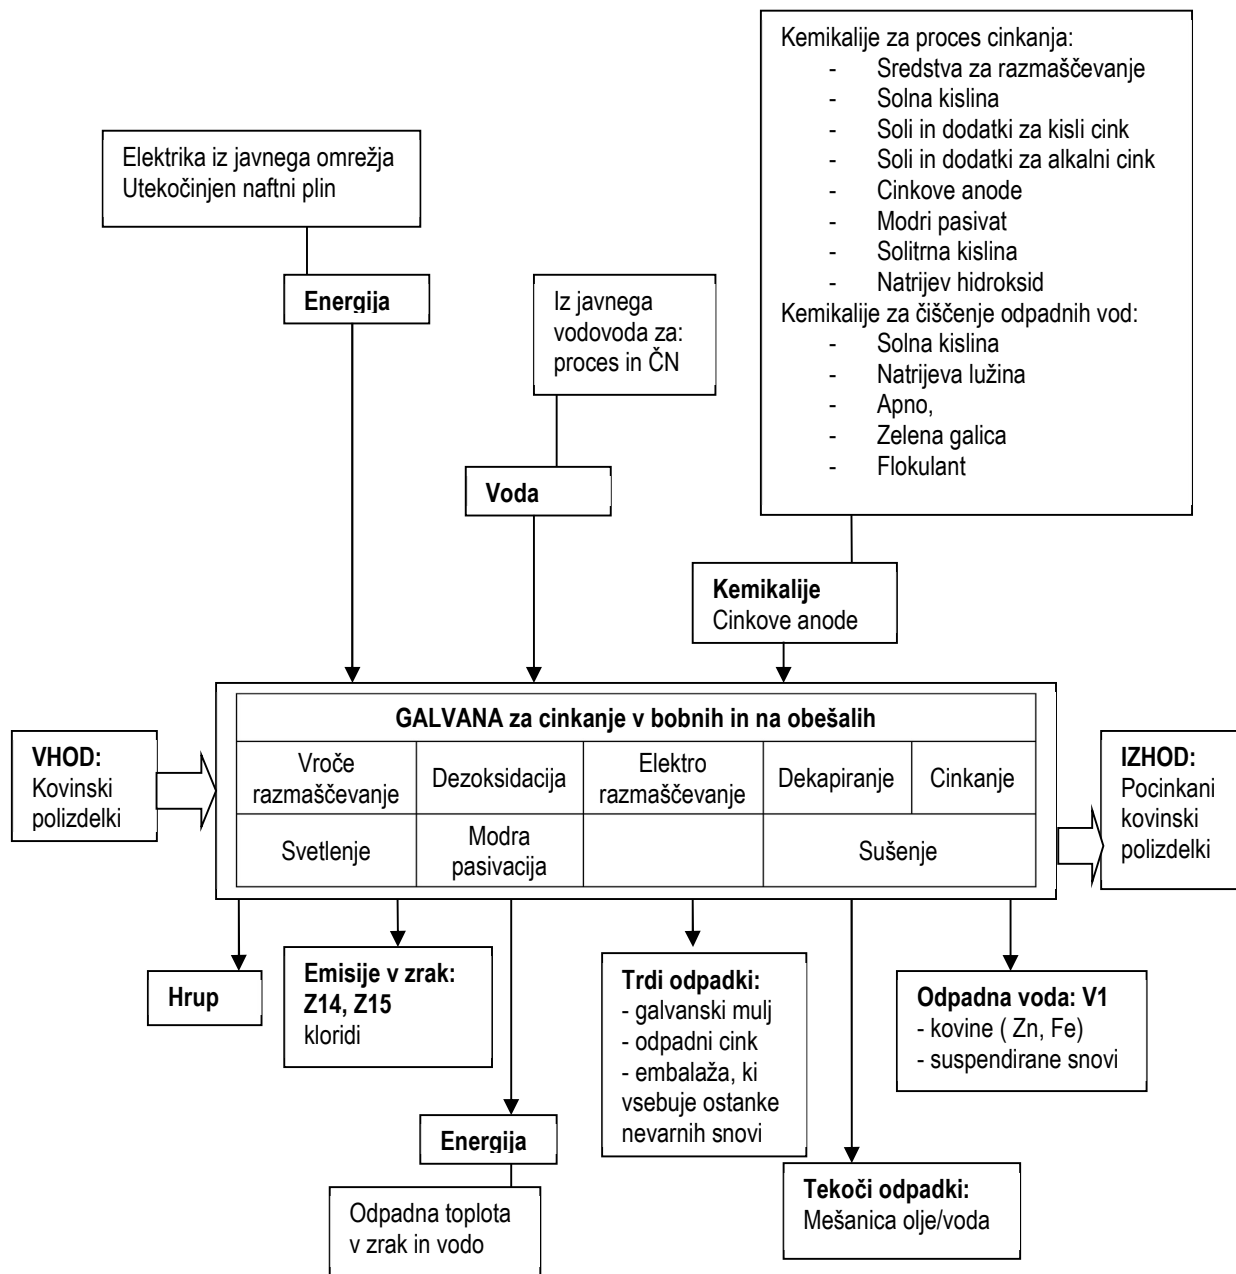 Kemikalije za proces cinkanja:
- Sredstva za razmaščevanje
- Solna kislina
- Soli in dodatki za kisli cink
- Soli in dodatki za alkalni cink
- Cinkove anode
- Modri pasivat
- Solitrna kislina
- Natrijev hidroksid
Kemikalije za čiščenje odpadnih vod:
- Solna kislina
- Natrijeva lužina
- Apno,
- Zelena galica
- Flokulant
Elektrika iz javnega omrežja
Utekočinjen naftni plin
Energija
Iz javnega
vodovoda za:
proces in ČN
Voda
Kemikalije
Cinkove anode
GALVANA za cinkanje v bobnih in na obešalih
VHOD:
Kovinski
polizdelki
Vroče
razmaščevanje
Dezoksidacija
Elektro
razmaščevanje
Dekapiranje
Cinkanje
Svetlenje
Modra
pasivacija
Sušenje
IZHOD:
Pocinkani
kovinski
polizdelki
Hrup
Emisije v zrak:
Z14, Z15
kloridi
Energija
Odpadna toplota
v zrak in vodo
Trdi odpadki:
- galvanski mulj
- odpadni cink
- embalaža, ki
vsebuje ostanke
nevarnih snovi
Tekoči odpadki:
Mešanica olje/voda
Odpadna voda: V1
- kovine ( Zn, Fe)
- suspendirane snovi